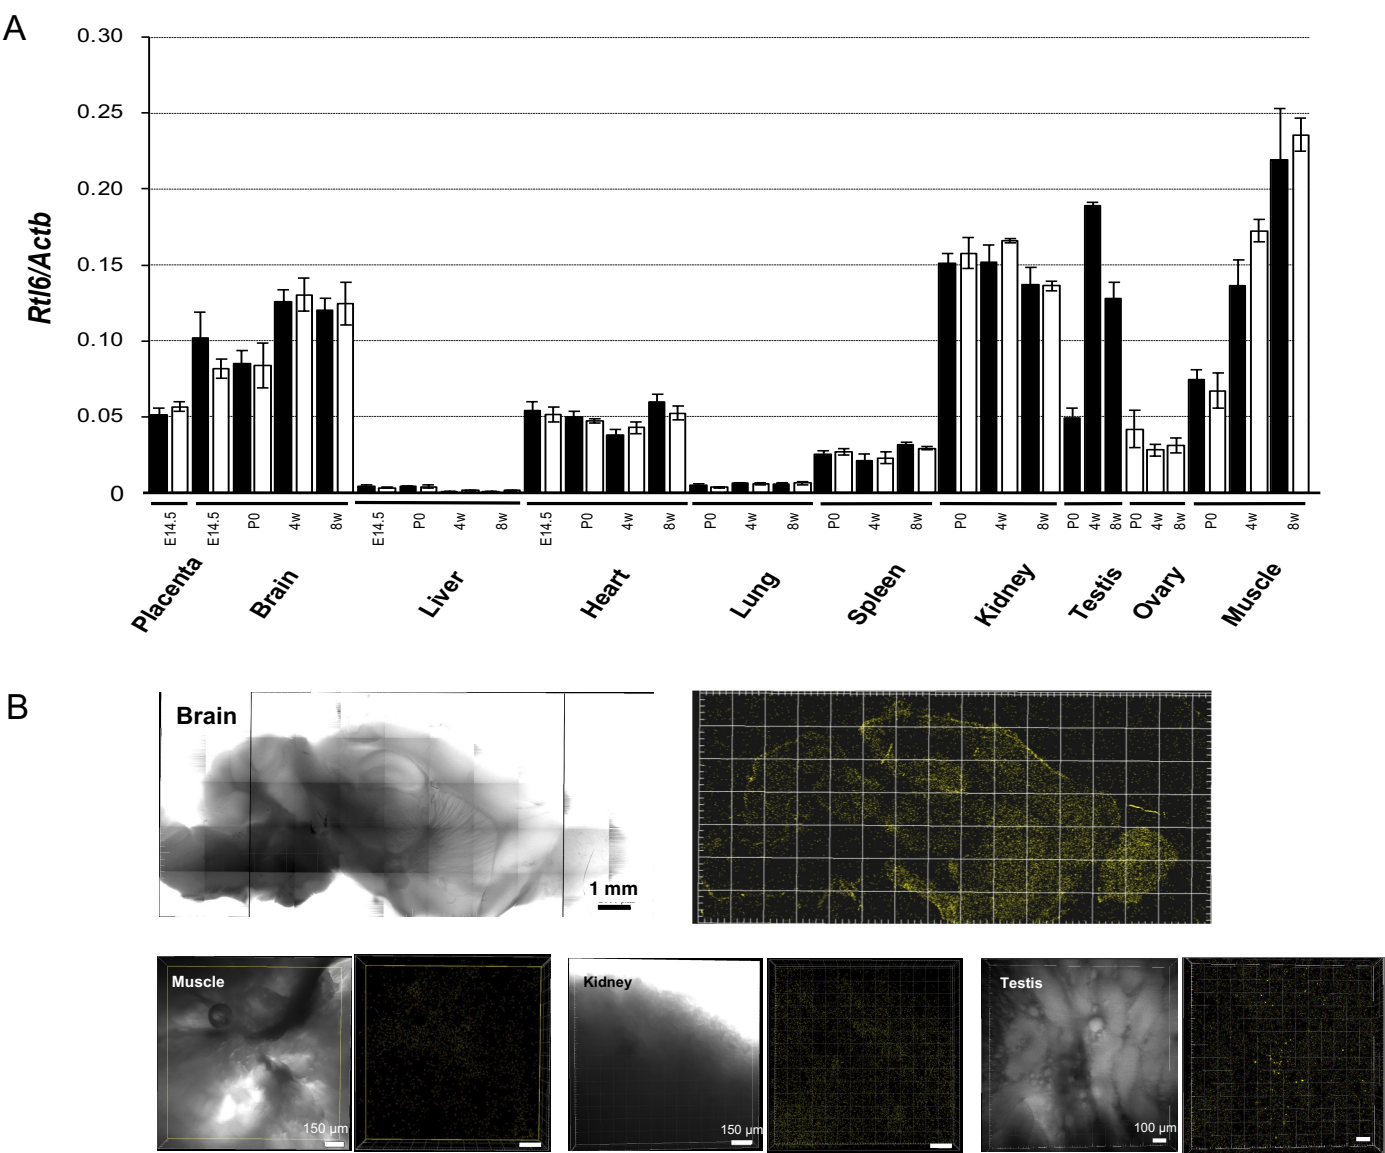 A
0.30
0.25
0.20
0.15
0.10
0.05
0
Rtl6/Actb
E14.5 E14.5 P0 4w 8w E14.5 P0 4w 8w E14.5 P0 4w 8w P0 4w 8w P0 4w 8w P0 4w 8w P0 4w 8w P0 4w 8w P0 4w 8w
Placenta Brain Liver Heart Lung Spleen Kidney Testis Ovary Muscle
B
Brain
1 mm
Muscle
150 µm
Kidney
150 µm
Testis
100 µm